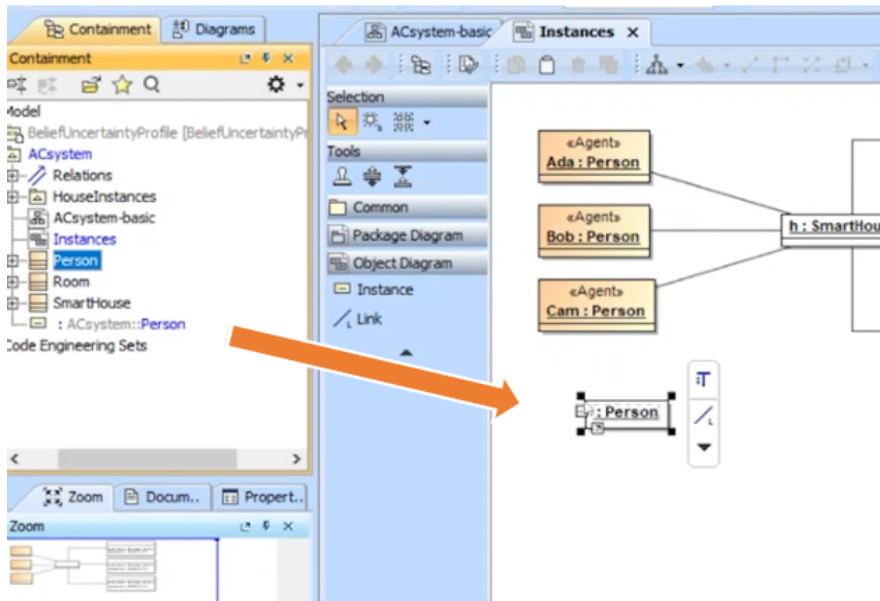 Containment
Diagrams
Containment
Model
BeliefUncertaintyProfile [BeliefUncertaintyPr
ACsystem
Relations
HouseInstances
ACsystem-basic
Instances
Person
Room
SmartHouse
: ACsystem::Person
Code Engineering Sets
Zoom
Docum..
Propert..
Zoom
ACsystem-basic
Instances
Selection
Tools
Common
Package Diagram
Object Diagram
Instance
Link
«Agent»
Ada : Person
«Agent»
Bob : Person
«Agent»
Cam : Person
h : SmartHou
: Person